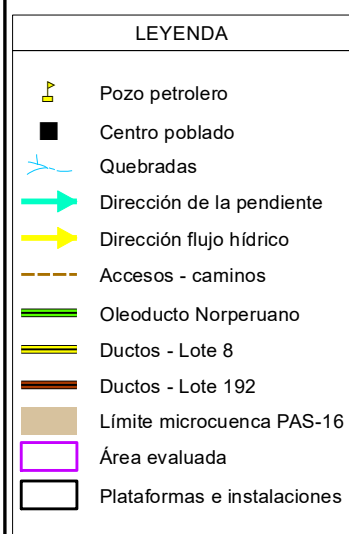 LEYENDA
Pozo petrolero
Centro poblado
Quebradas
Dirección de la pendiente
Dirección flujo hídrico
Accesos - caminos
Oleoducto Norperuano
Ductos - Lote 8
Ductos - Lote 192
Límite microcuenca PAS-16
Área evaluada
Plataformas e instalaciones